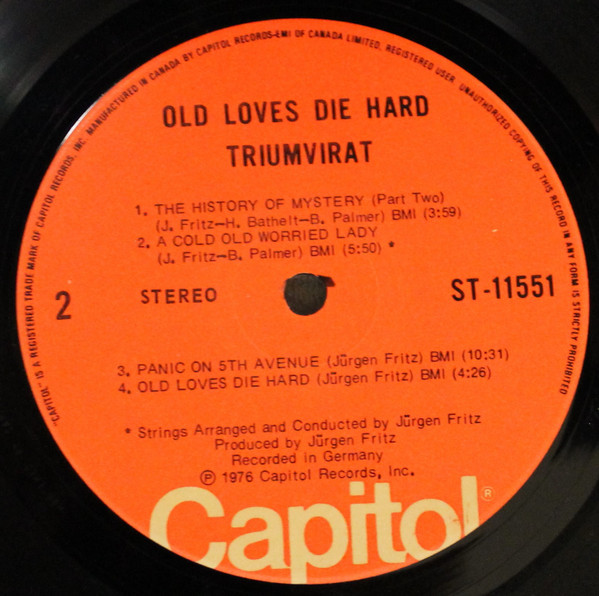 "CAPITOL" IS A REGISTERED TRADE MARK OF CAPITOL RECORDS, INC. MANUFACTURED IN CANADA BY CAPITOL RECORDS-EMI OF CANADA LIMITED, REGISTERED USER. UNAUTHORIZED COPYING OF THIS RECORD IN ANY FORM IS STRICTLY PROHIBITED
OLD LOVES DIE HARD
TRIUMVIRAT
1. THE HISTORY OF MYSTERY (Part Two)
(J. Fritz-H. Bathelt-B. Palmer) BMI (3:59)
2. A COLD OLD WORRIED LADY
(J. Fritz-B. Palmer) BMI (5:50) *
2 STEREO ST-11551
3. PANIC ON 5TH AVENUE (Jürgen Fritz) BMI (10:31)
4. OLD LOVES DIE HARD (Jürgen Fritz) BMI (4:26)
* Strings Arranged and Conducted by Jürgen Fritz
Produced by Jürgen Fritz
Recorded in Germany
℗ 1976 Capitol Records, Inc.
Capitol®